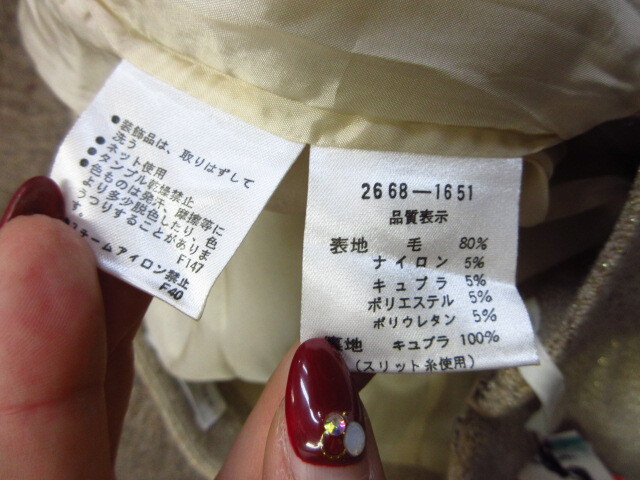 ●装飾品は、取りはずして
洗う
●ネット使用
●タンブル乾燥禁止
●色ものは発汗、摩擦等に
より多少脱色したり、色
うつりすることがありま
す。
F147
スチームアイロン禁止
F40
2668-1651
品質表示
表地 毛 80%
ナイロン 5%
キュプラ 5%
ポリエステル 5%
ポリウレタン 5%
裏地 キュプラ 100%
(スリット糸使用)